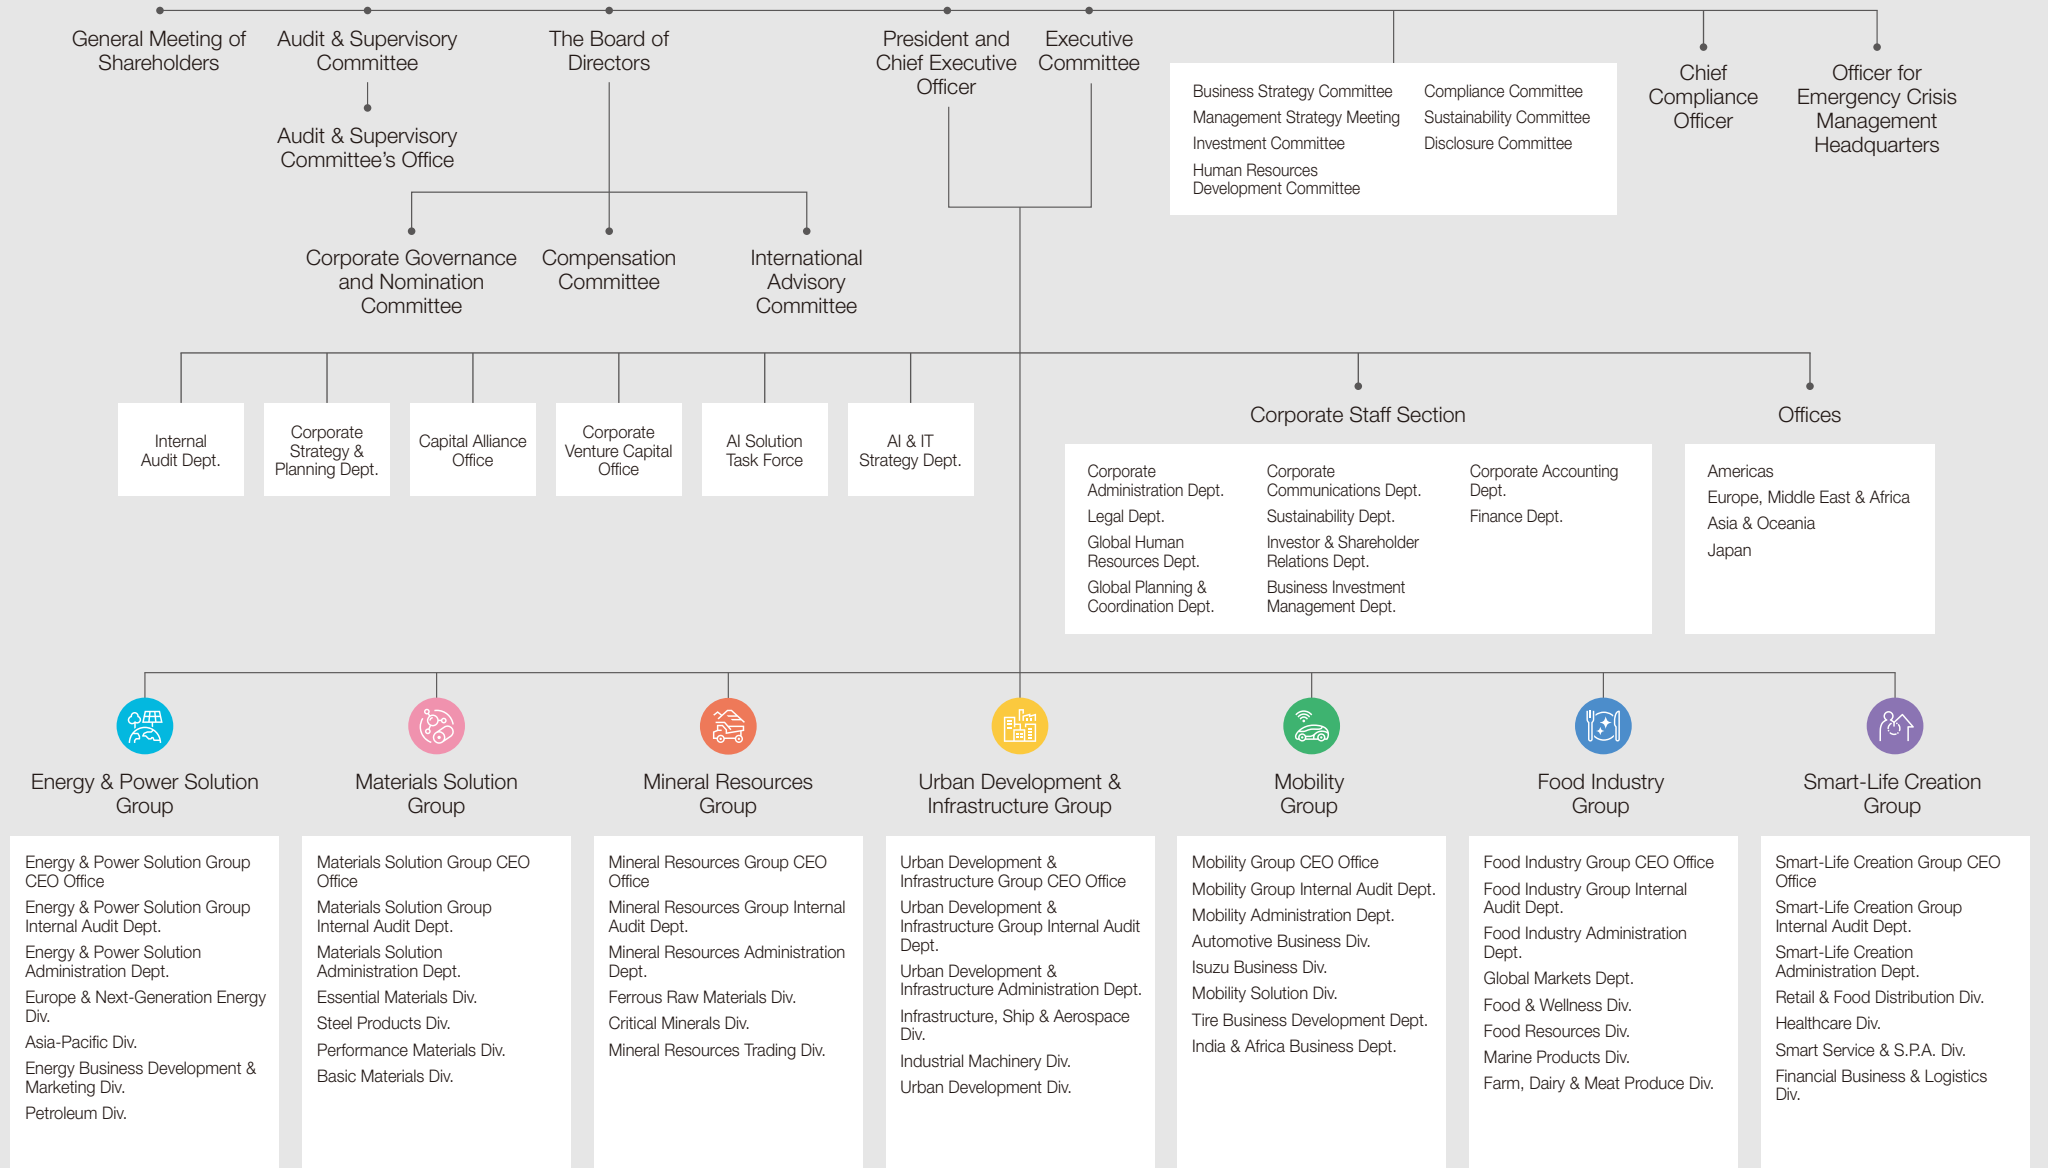 General Meeting of
Shareholders
Audit & Supervisory
Committee
Audit & Supervisory
Committee’s Office
The Board of
Directors
Corporate Governance
and Nomination
Committee
Compensation
Committee
International
Advisory
Committee
President and
Chief Executive
Officer
Executive
Committee
Business Strategy Committee
Management Strategy Meeting
Investment Committee
Human Resources
Development Committee
Compliance Committee
Sustainability Committee
Disclosure Committee
Chief
Compliance
Officer
Officer for
Emergency Crisis
Management
Headquarters
Internal
Audit Dept.
Corporate
Strategy &
Planning Dept.
Capital Alliance
Office
Corporate
Venture Capital
Office
AI Solution
Task Force
AI & IT
Strategy Dept.
Corporate Staff Section
Corporate
Administration Dept.
Legal Dept.
Global Human
Resources Dept.
Global Planning &
Coordination Dept.
Corporate
Communications Dept.
Sustainability Dept.
Investor & Shareholder
Relations Dept.
Business Investment
Management Dept.
Corporate Accounting
Dept.
Finance Dept.
Offices
Americas
Europe, Middle East & Africa
Asia & Oceania
Japan
Energy & Power Solution
Group
Energy & Power Solution Group
CEO Office
Energy & Power Solution Group
Internal Audit Dept.
Energy & Power Solution
Administration Dept.
Europe & Next-Generation Energy
Div.
Asia-Pacific Div.
Energy Business Development &
Marketing Div.
Petroleum Div.
Materials Solution
Group
Materials Solution Group CEO
Office
Materials Solution Group
Internal Audit Dept.
Materials Solution
Administration Dept.
Essential Materials Div.
Steel Products Div.
Performance Materials Div.
Basic Materials Div.
Mineral Resources
Group
Mineral Resources Group CEO
Office
Mineral Resources Group Internal
Audit Dept.
Mineral Resources Administration
Dept.
Ferrous Raw Materials Div.
Critical Minerals Div.
Mineral Resources Trading Div.
Urban Development &
Infrastructure Group
Urban Development &
Infrastructure Group CEO Office
Urban Development &
Infrastructure Group Internal Audit
Dept.
Urban Development &
Infrastructure Administration Dept.
Infrastructure, Ship & Aerospace
Div.
Industrial Machinery Div.
Urban Development Div.
Mobility
Group
Mobility Group CEO Office
Mobility Group Internal Audit Dept.
Mobility Administration Dept.
Automotive Business Div.
Isuzu Business Div.
Mobility Solution Div.
Tire Business Development Dept.
India & Africa Business Dept.
Food Industry
Group
Food Industry Group CEO Office
Food Industry Group Internal
Audit Dept.
Food Industry Administration
Dept.
Global Markets Dept.
Food & Wellness Div.
Food Resources Div.
Marine Products Div.
Farm, Dairy & Meat Produce Div.
Smart-Life Creation
Group
Smart-Life Creation Group CEO
Office
Smart-Life Creation Group
Internal Audit Dept.
Smart-Life Creation
Administration Dept.
Retail & Food Distribution Div.
Healthcare Div.
Smart Service & S.P.A. Div.
Financial Business & Logistics
Div.